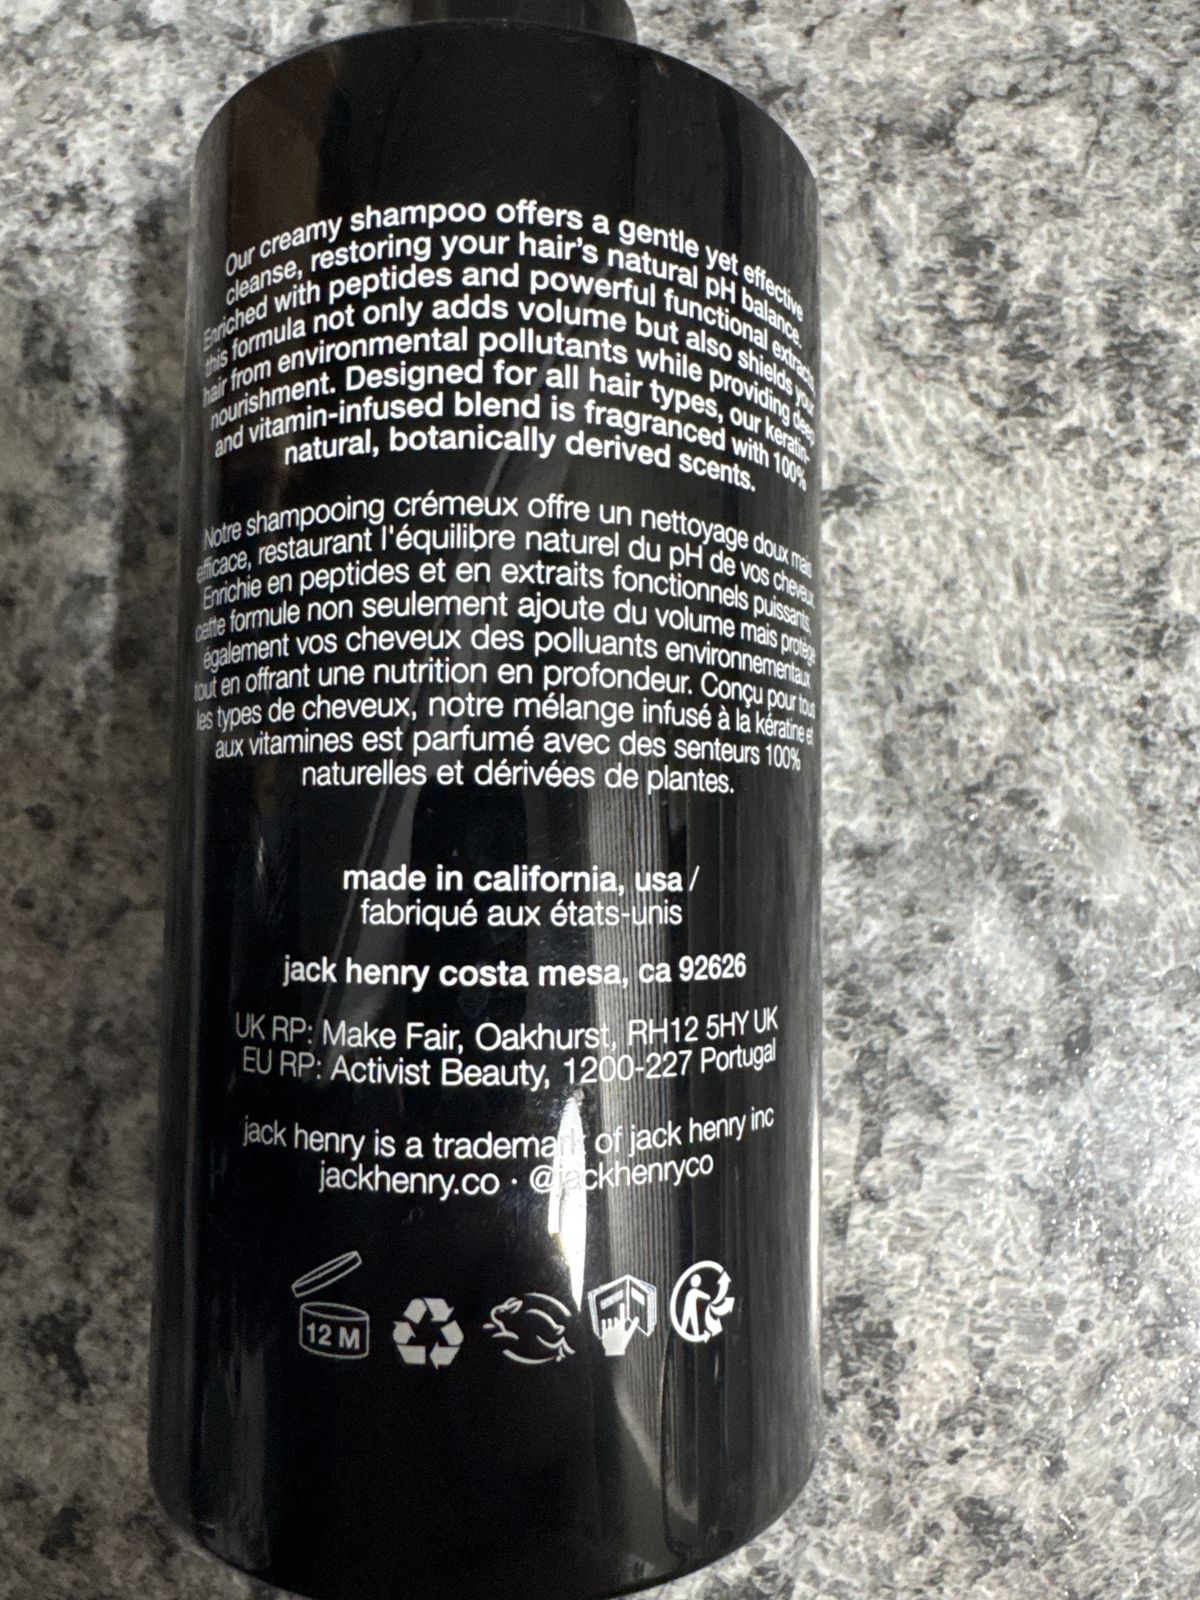 Our creamy shampoo offers a gentle yet effective
cleanse, restoring your hair's natural pH balance.
Enriched with peptides and powerful functional extracts,
this formula not only adds volume but also shields your
hair from environmental pollutants while providing deep
nourishment. Designed for all hair types, our keratin-
and vitamin-infused blend is fragranced with 100%
natural, botanically derived scents.
Notre shampooing crémeux offre un nettoyage doux mais
efficace, restaurant l'équilibre naturel du pH de vos cheveux.
Enrichie en peptides et en extraits fonctionnels puissants,
cette formule non seulement ajoute du volume mais protège
également vos cheveux des polluants environnementaux
tout en offrant une nutrition en profondeur. Conçu pour tous
les types de cheveux, notre mélange infusé à la kératine et
aux vitamines est parfumé avec des senteurs 100%
naturelles et dérivées de plantes.
made in california, usa /
fabriqué aux états-unis
jack henry costa mesa, ca 92626
UK RP: Make Fair, Oakhurst, RH12 5HY UK
EU RP: Activist Beauty, 1200-227 Portugal
jack henry is a trademark of jack henry inc
jackhenry.co · @jackhenryco
12 M